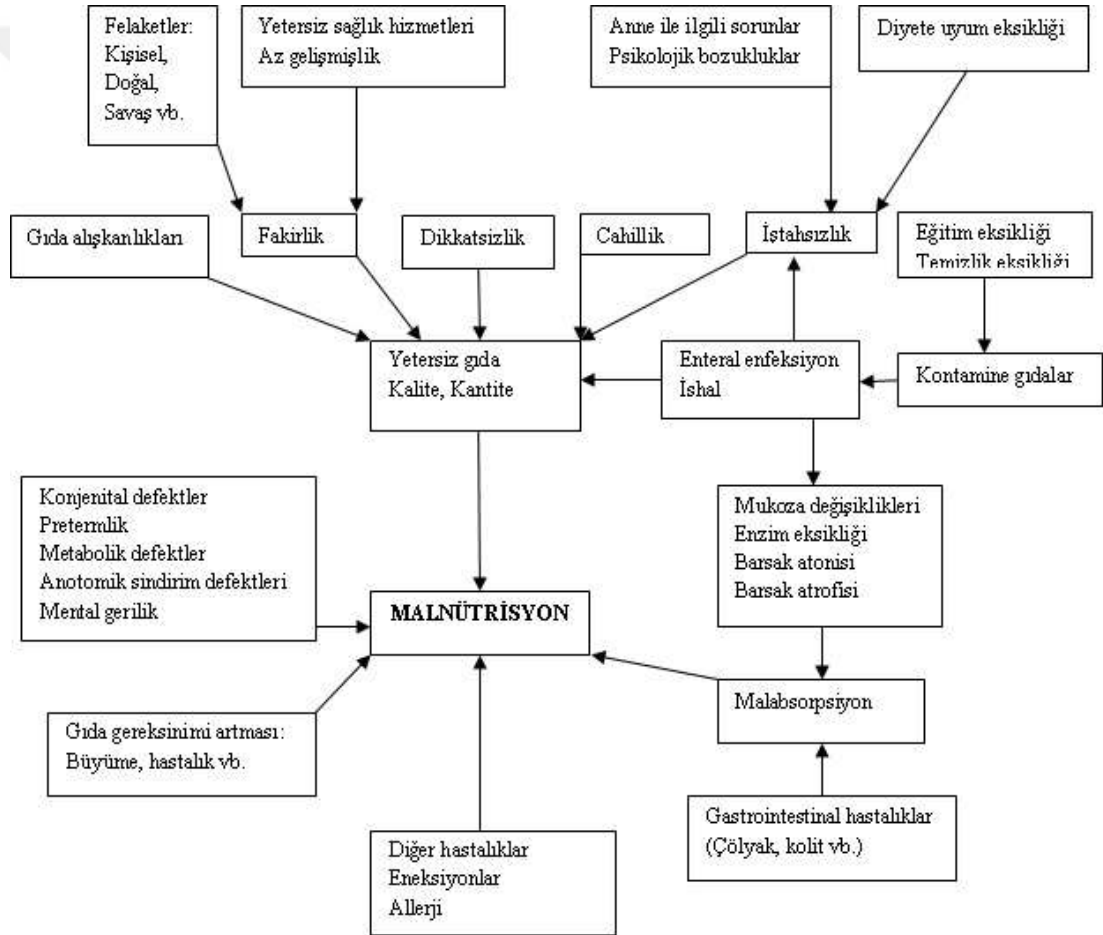 Felaketler:
Kişisel,
Doğal,
Savaş vb.
Yetersiz sağlık hizmetleri
Az gelişmişlik
Anne ile ilgili sorunlar
Psikolojik bozukluklar
Diyete uyum eksikliği
Gıda alışkanlıkları
Fakirlik
Dikkatsizlik
Cahillik
İştahsızlık
Eğitim eksikliği
Temizlik eksikliği
Yetersiz gıda
Kalite, Kantite
Enteral enfeksiyon
İshal
Kontamine gıdalar
Konjenital defektler
Pretermlik
Metabolik defektler
Anotomik sindirim defektleri
Mental gerilik
Mukoza değişiklikleri
Enzim eksikliği
Barsak atonisi
Barsak atrofisi
MALNÜTRİSYON
Malabsorpsiyon
Gıda gereksinimi artması:
Büyüme, hastalık vb.
Gastrointestinal hastalıklar
(Çölyak, kolit vb.)
Diğer hastalıklar
Eneksiyonlar
Allerji